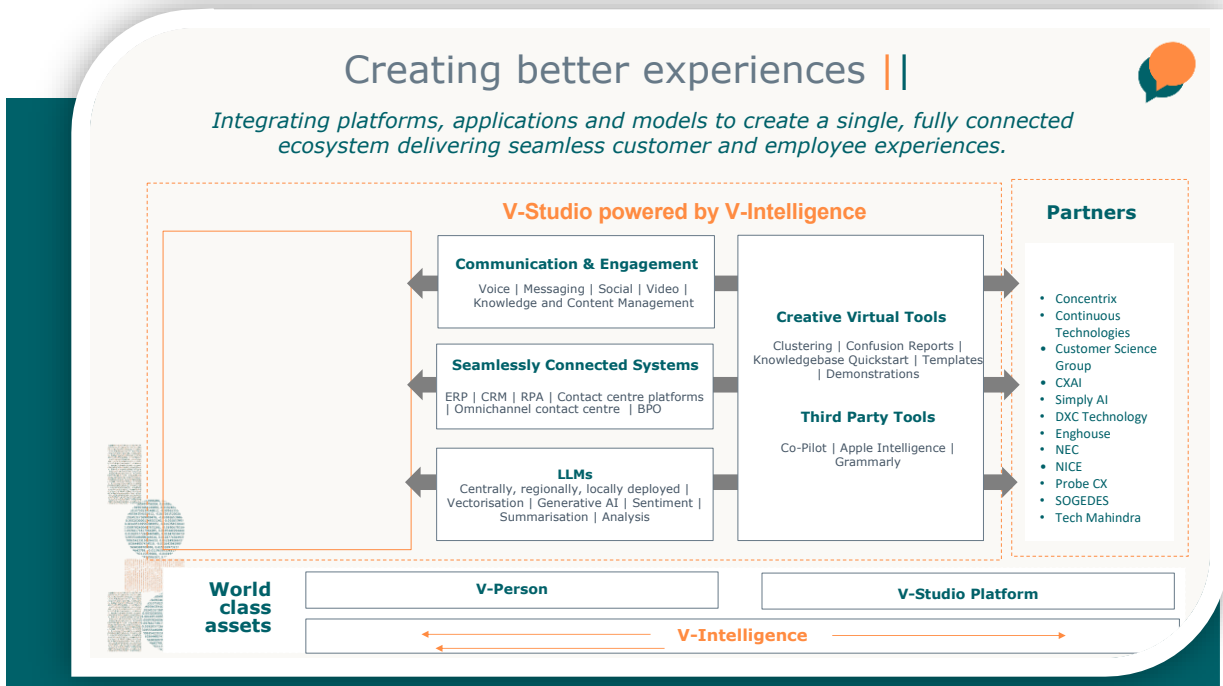 Creating better experiences ||
Integrating platforms, applications and models to create a single, fully connected
ecosystem delivering seamless customer and employee experiences.
V-Studio powered by V-Intelligence
Communication & Engagement
Voice | Messaging | Social | Video |
Knowledge and Content Management
Seamlessly Connected Systems
ERP | CRM | RPA | Contact centre platforms
| Omnichannel contact centre | BPO
LLMs
Centrally, regionally, locally deployed |
Vectorisation | Generative AI | Sentiment |
Summarisation | Analysis
Creative Virtual Tools
Clustering | Confusion Reports |
Knowledgebase Quickstart | Templates
| Demonstrations
Third Party Tools
Co-Pilot | Apple Intelligence |
Grammarly
Partners
• Concentrix
• Continuous
Technologies
• Customer Science
Group
• CXAI
• Simply AI
• DXC Technology
• Enghouse
• NEC
• NICE
• Probe CX
• SOGEDES
• Tech Mahindra
World
class
assets
V-Person
V-Studio Platform
V-Intelligence